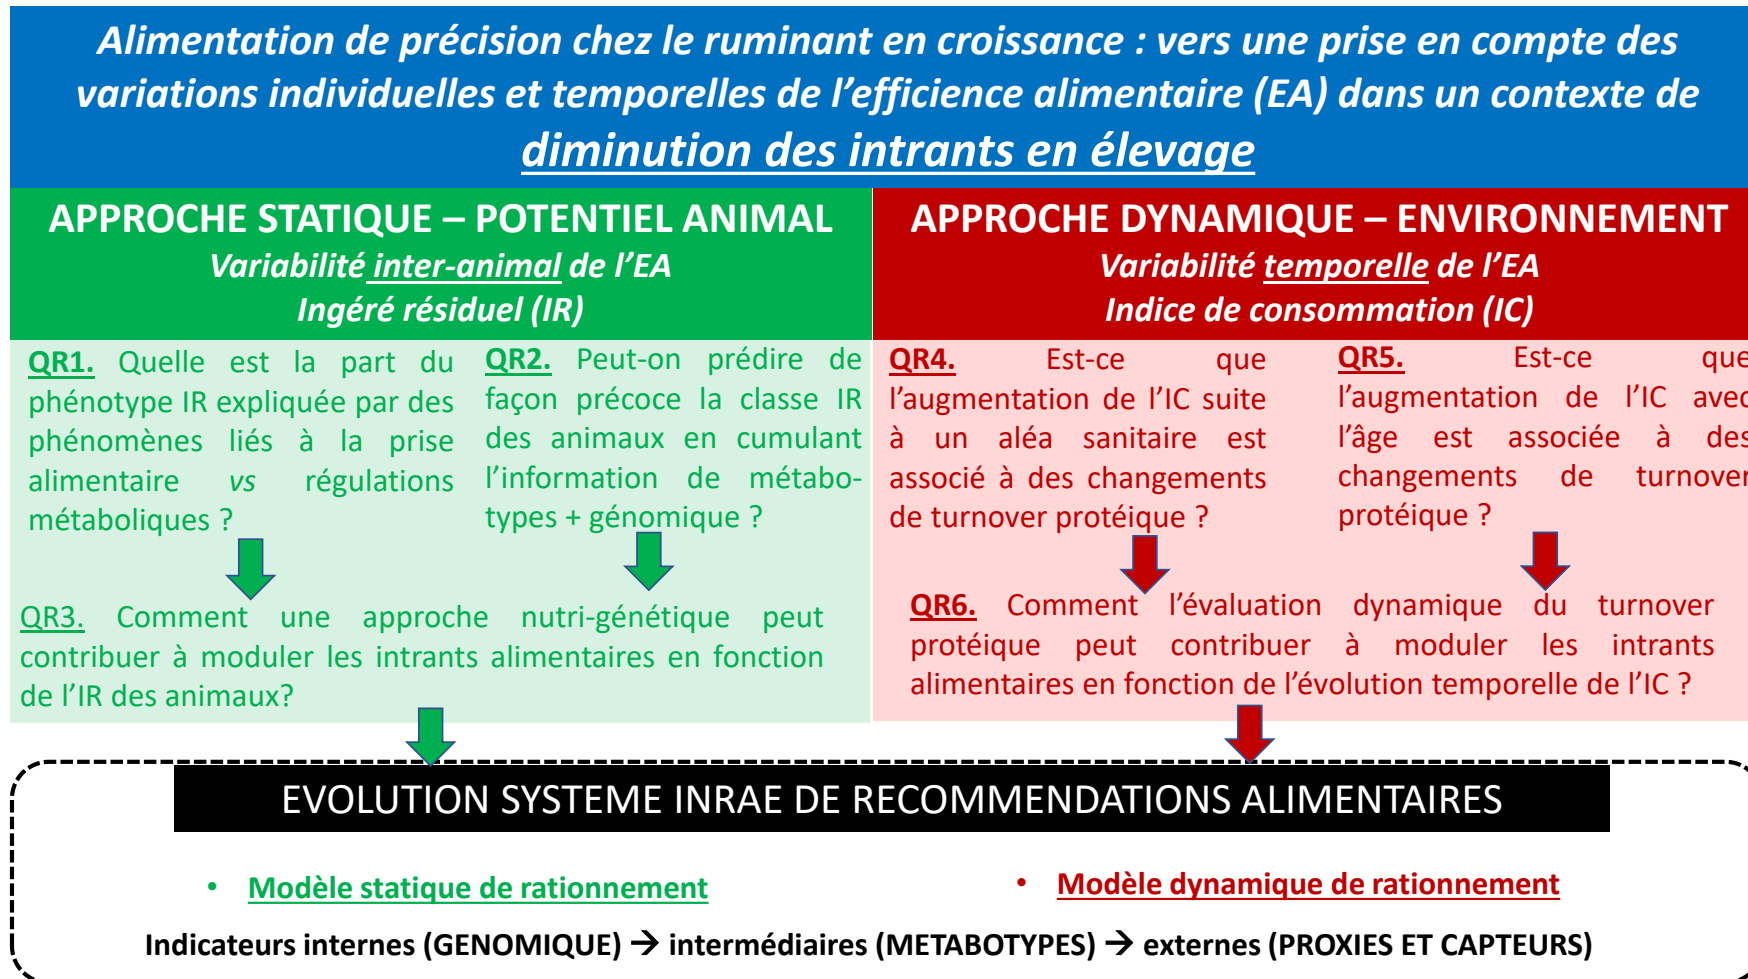 Alimentation de précision chez le ruminant en croissance : vers une prise en compte des
variations individuelles et temporelles de l'efficience alimentaire (EA) dans un contexte de
diminution des intrants en élevage
APPROCHE STATIQUE – POTENTIEL ANIMAL
Variabilité inter-animal de l'EA
Ingéré résiduel (IR)
QR1. Quelle est la part du
phénotype IR expliquée par des
phénomènes liés à la prise
alimentaire vs régulations
métaboliques ?
QR2. Peut-on prédire de
façon précoce la classe IR
des animaux en cumulant
l'information de métabo-
types + génomique ?
QR3. Comment une approche nutri-génétique peut
contribuer à moduler les intrants alimentaires en fonction
de l'IR des animaux?
APPROCHE DYNAMIQUE – ENVIRONNEMENT
Variabilité temporelle de l'EA
Indice de consommation (IC)
QR4. Est-ce que
l'augmentation de l'IC suite
à un aléa sanitaire est
associé à des changements
de turnover protéique ?
QR5. Est-ce que
l'augmentation de l'IC avec
l'âge est associée à des
changements de turnover
protéique ?
QR6. Comment l'évaluation dynamique du turnover
protéique peut contribuer à moduler les intrants
alimentaires en fonction de l'évolution temporelle de l'IC ?
EVOLUTION SYSTEME INRAE DE RECOMMENDATIONS ALIMENTAIRES
• Modèle statique de rationnement
• Modèle dynamique de rationnement
Indicateurs internes (GENOMIQUE) → intermédiaires (METABOTYPES) → externes (PROXIES ET CAPTEURS)